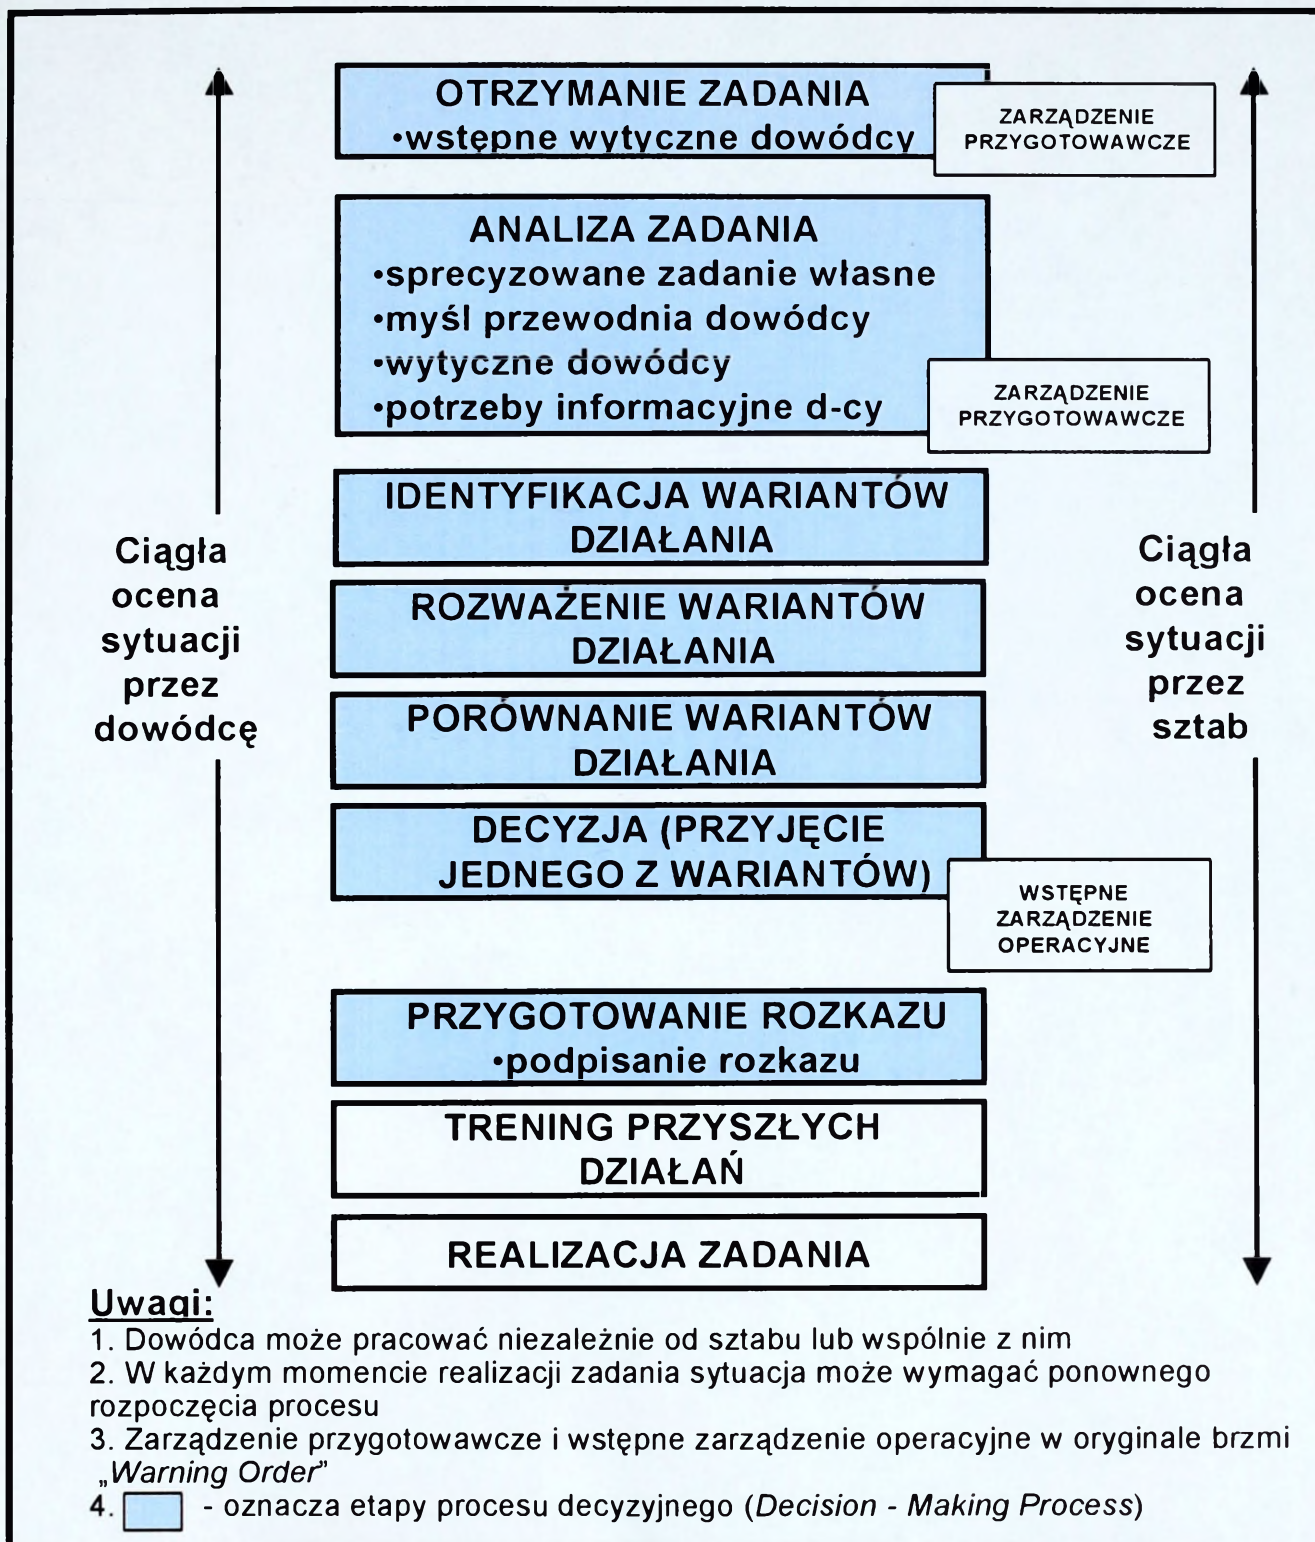 OTRZYMANIE ZADANIA
•wstępne wytyczne dowódcy
ZARZĄDZENIE
PRZYGOTOWAWCZE
ANALIZA ZADANIA
•sprecyzowane zadanie własne
•myśl przewodnia dowódcy
•wytyczne dowódcy
•potrzeby informacyjne d-cy
ZARZĄDZENIE
PRZYGOTOWAWCZE
IDENTYFIKACJA WARIANTÓW
DZIAŁANIA
ROZWAŻENIE WARIANTÓW
DZIAŁANIA
PORÓWNANIE WARIANTÓW
DZIAŁANIA
DECYZJA (PRZYJĘCIE
JEDNEGO Z WARIANTÓW)
WSTĘPNE
ZARZĄDZENIE
OPERACYJNE
PRZYGOTOWANIE ROZKAZU
•podpisanie rozkazu
TRENING PRZYSZŁYCH
DZIAŁAŃ
REALIZACJA ZADANIA
Ciągła
ocena
sytuacji
przez
dowódcę
Ciągła
ocena
sytuacji
przez
sztab
Uwagi:
1. Dowódca może pracować niezależnie od sztabu lub wspólnie z nim
2. W każdym momencie realizacji zadania sytuacja może wymagać ponownego
rozpoczęcia procesu
3. Zarządzenie przygotowawcze i wstępne zarządzenie operacyjne w oryginale brzmi
„Warning Order”
4. - oznacza etapy procesu decyzyjnego (Decision - Making Process)